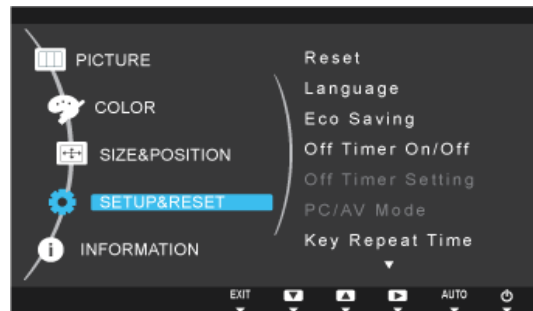 PICTURE
COLOR
SIZE&POSITION
SETUP&RESET
INFORMATION
Reset
Language
Eco Saving
Off Timer On/Off
Off Timer Setting
PC/AV Mode
Key Repeat Time
EXIT
AUTO